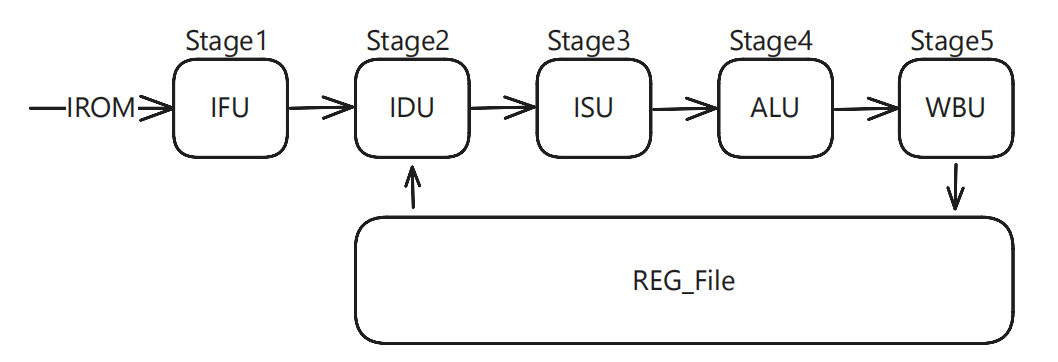 Stage1 Stage2 Stage3 Stage4 Stage5
IROM IFU IDU ISU ALU WBU
REG_File